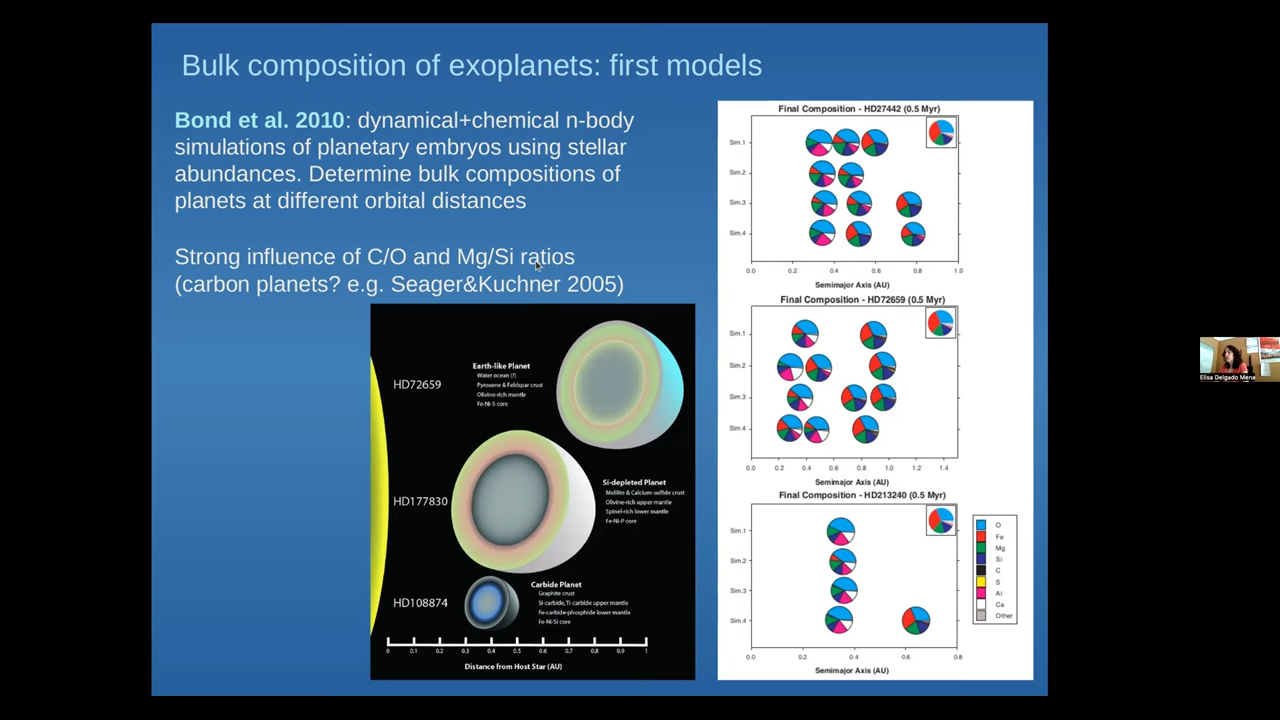 Bulk composition of exoplanets: first models
Bond et al. 2010: dynamical+chemical n-body
simulations of planetary embryos using stellar
abundances. Determine bulk compositions of
planets at different orbital distances
Strong influence of C/O and Mg/Si ratios
(carbon planets? e.g. Seager&Kuchner 2005)
HD72659
Earth-like Planet
Water ocean (?)
Pyroxene & Feldspar crust
Olivine-rich mantle
Fe-Ni-S core
HD177830
Si-depleted Planet
Melilite & Calcium-sulfide crust
Olivine-rich upper mantle
Spinel-rich lower mantle
Fe-Ni-P core
HD108874
Carbide Planet
Graphite crust
Si-carbide, Ti-carbide upper mantle
Fe-carbide-phosphide lower mantle
Fe-Ni-Si core
0 0.1 0.2 0.3 0.4 0.5 0.6 0.7 0.8 0.9 1
Distance from Host Star (AU)
Final Composition - HD27442 (0.5 Myr)
Sim.1
Sim.2
Sim.3
Sim.4
0.0 0.2 0.4 0.6 0.8 1.0
Semimajor Axis (AU)
Final Composition - HD72659 (0.5 Myr)
Sim.1
Sim.2
Sim.3
Sim.4
0.0 0.2 0.4 0.6 0.8 1.0 1.2 1.4
Semimajor Axis (AU)
Final Composition - HD213240 (0.5 Myr)
Sim.1
Sim.2
Sim.3
Sim.4
0.0 0.2 0.4 0.6 0.8
Semimajor Axis (AU)
O
Fe
Mg
Si
C
S
Al
Ca
Other
Elisa Delgado Mena